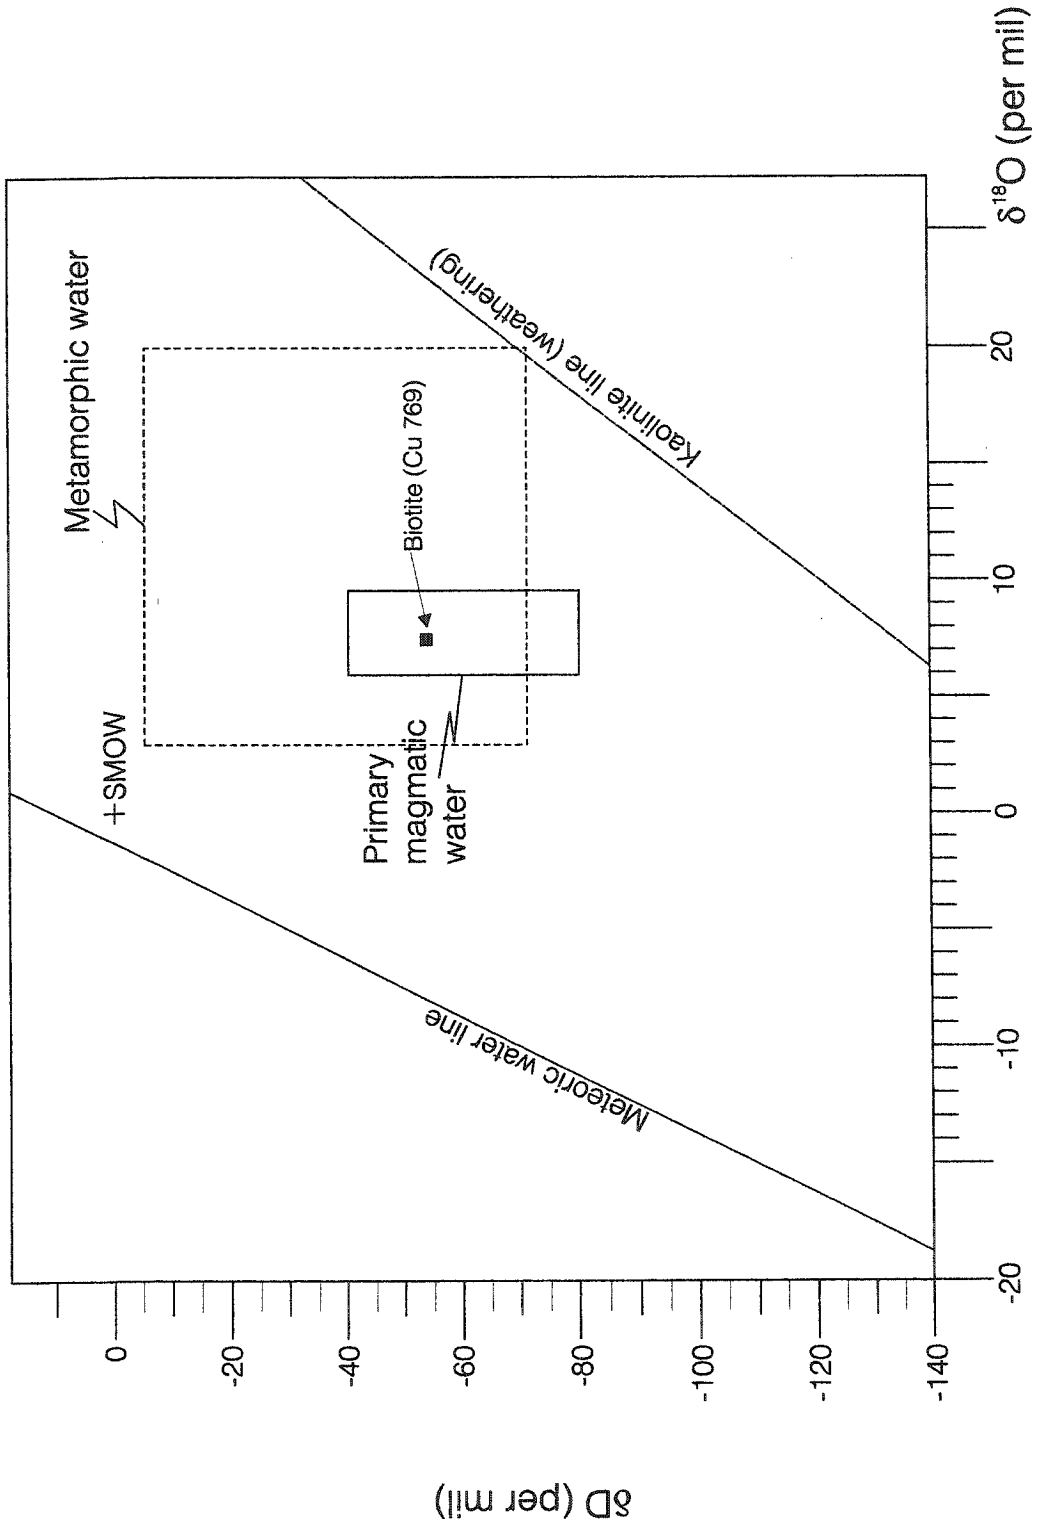 Metamorphic water
+SMOW
Biotite (Cu 769)
Primary
magmatic
water
Kaolinite line (weathering)
Meteoric water line
0
-20
-40
-60
-80
-100
-120
-140
δD (per mil)
-20
-10
0
10
20
δ¹⁸O (per mil)